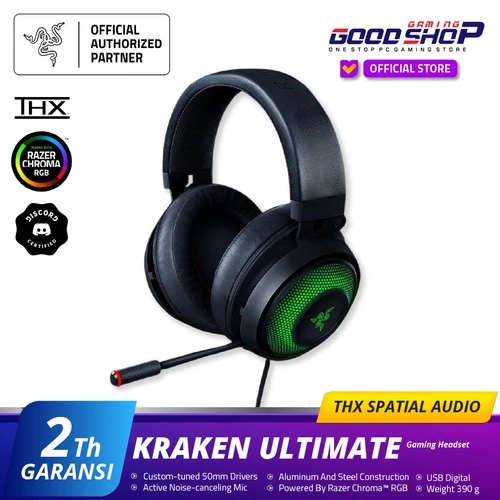 OFFICIAL
AUTHORIZED
PARTNER
GAMING
GOOD SHOP
ONE STOP PC GAMING STORE
OFFICIAL STORE
THX
WORKS WITH
RAZER
CHROMA
RGB
DISCORD
CERTIFIED
THX SPATIAL AUDIO
2Th
GARANSI
KRAKEN ULTIMATE Gaming Headset
Custom-tuned 50mm Drivers
Active Noise-canceling Mic
Aluminum And Steel Construction
Powered By Razer Chroma™ RGB
USB Digital
Weight 390 g